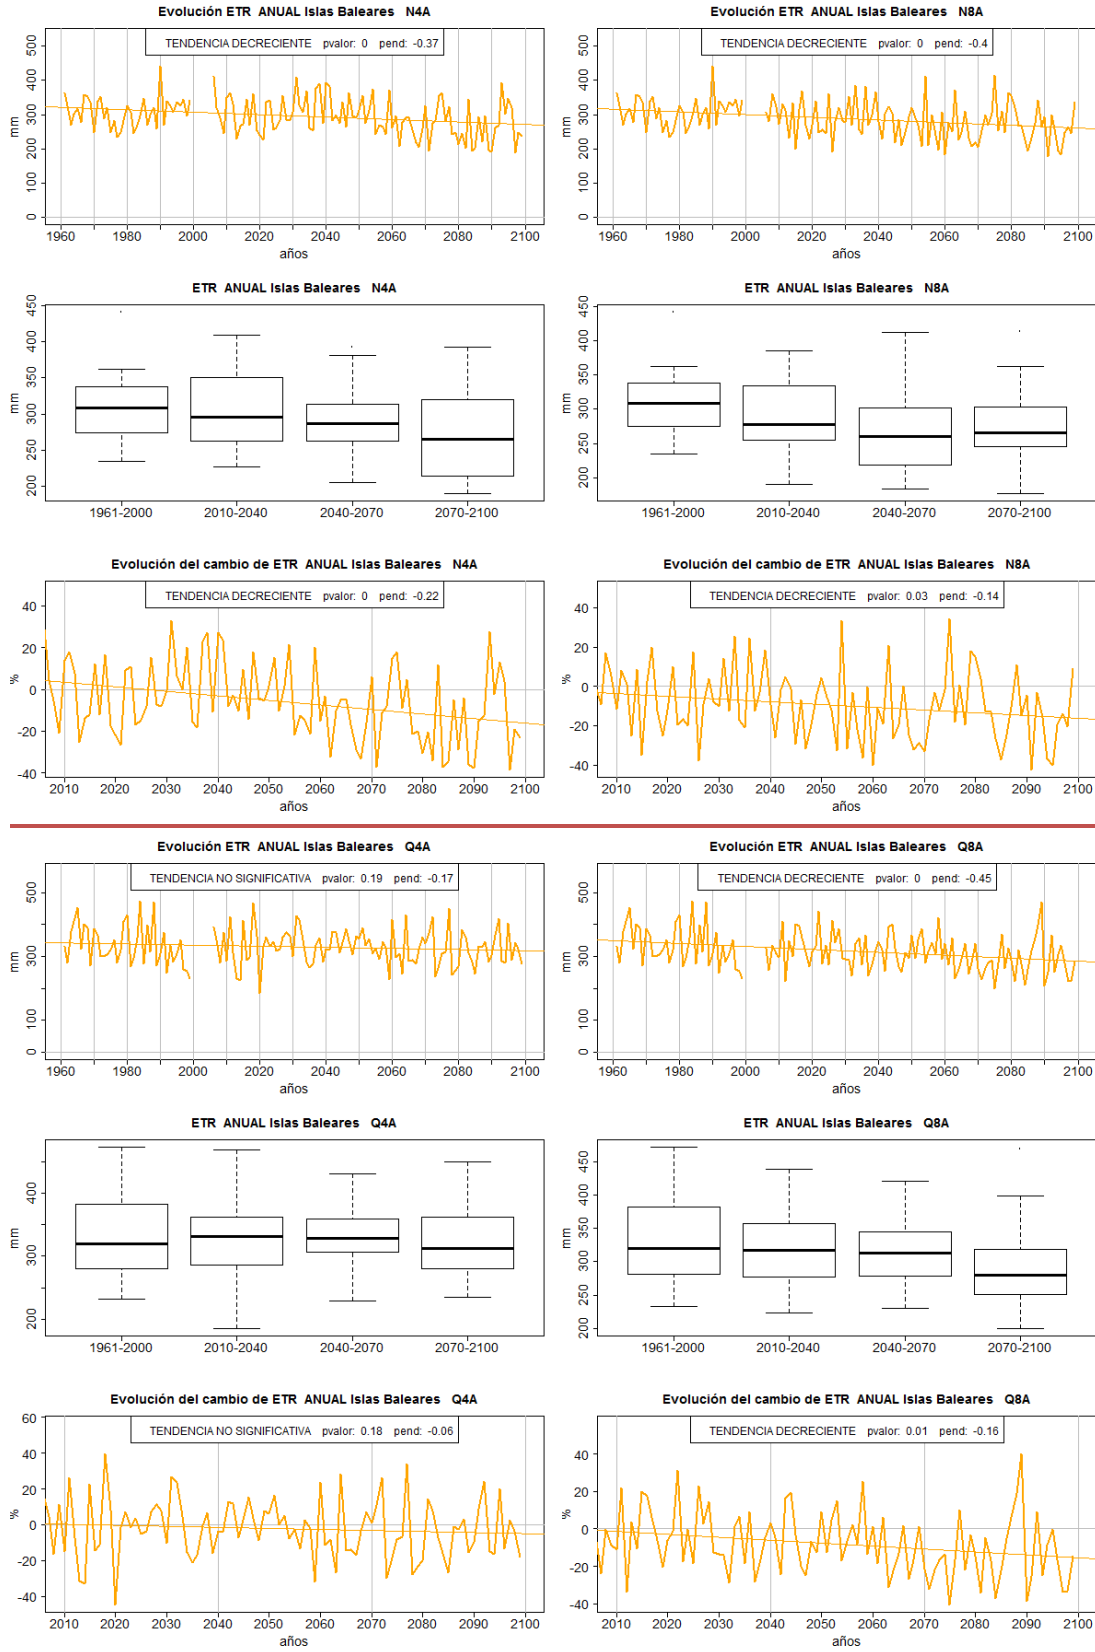 Evolución ETR ANUAL Islas Baleares N4A
TENDENCIA DECRECIENTE pvalor: 0 pend: -0.37
mm
500
400
300
200
100
0
1960 1980 2000 2020 2040 2060 2080 2100
años
Evolución ETR ANUAL Islas Baleares N8A
TENDENCIA DECRECIENTE pvalor: 0 pend: -0.4
mm
500
400
300
200
100
0
1960 1980 2000 2020 2040 2060 2080 2100
años
ETR ANUAL Islas Baleares N4A
mm
450
400
350
300
250
200
1961-2000 2010-2040 2040-2070 2070-2100
ETR ANUAL Islas Baleares N8A
mm
450
400
350
300
250
200
1961-2000 2010-2040 2040-2070 2070-2100
Evolución del cambio de ETR ANUAL Islas Baleares N4A
TENDENCIA DECRECIENTE pvalor: 0 pend: -0.22
%
40
20
0
-20
-40
2010 2020 2030 2040 2050 2060 2070 2080 2090 2100
años
Evolución del cambio de ETR ANUAL Islas Baleares N8A
TENDENCIA DECRECIENTE pvalor: 0.03 pend: -0.14
%
40
20
0
-20
-40
2010 2020 2030 2040 2050 2060 2070 2080 2090 2100
años
Evolución ETR ANUAL Islas Baleares Q4A
TENDENCIA NO SIGNIFICATIVA pvalor: 0.19 pend: -0.17
mm
500
300
100
0
1960 1980 2000 2020 2040 2060 2080 2100
años
Evolución ETR ANUAL Islas Baleares Q8A
TENDENCIA DECRECIENTE pvalor: 0 pend: -0.45
mm
500
300
100
0
1960 1980 2000 2020 2040 2060 2080 2100
años
ETR ANUAL Islas Baleares Q4A
mm
400
300
200
1961-2000 2010-2040 2040-2070 2070-2100
ETR ANUAL Islas Baleares Q8A
mm
450
400
350
300
250
200
1961-2000 2010-2040 2040-2070 2070-2100
Evolución del cambio de ETR ANUAL Islas Baleares Q4A
TENDENCIA NO SIGNIFICATIVA pvalor: 0.18 pend: -0.06
%
60
40
20
0
-20
-40
2010 2020 2030 2040 2050 2060 2070 2080 2090 2100
años
Evolución del cambio de ETR ANUAL Islas Baleares Q8A
TENDENCIA DECRECIENTE pvalor: 0.01 pend: -0.16
%
40
20
0
-20
-40
2010 2020 2030 2040 2050 2060 2070 2080 2090 2100
años